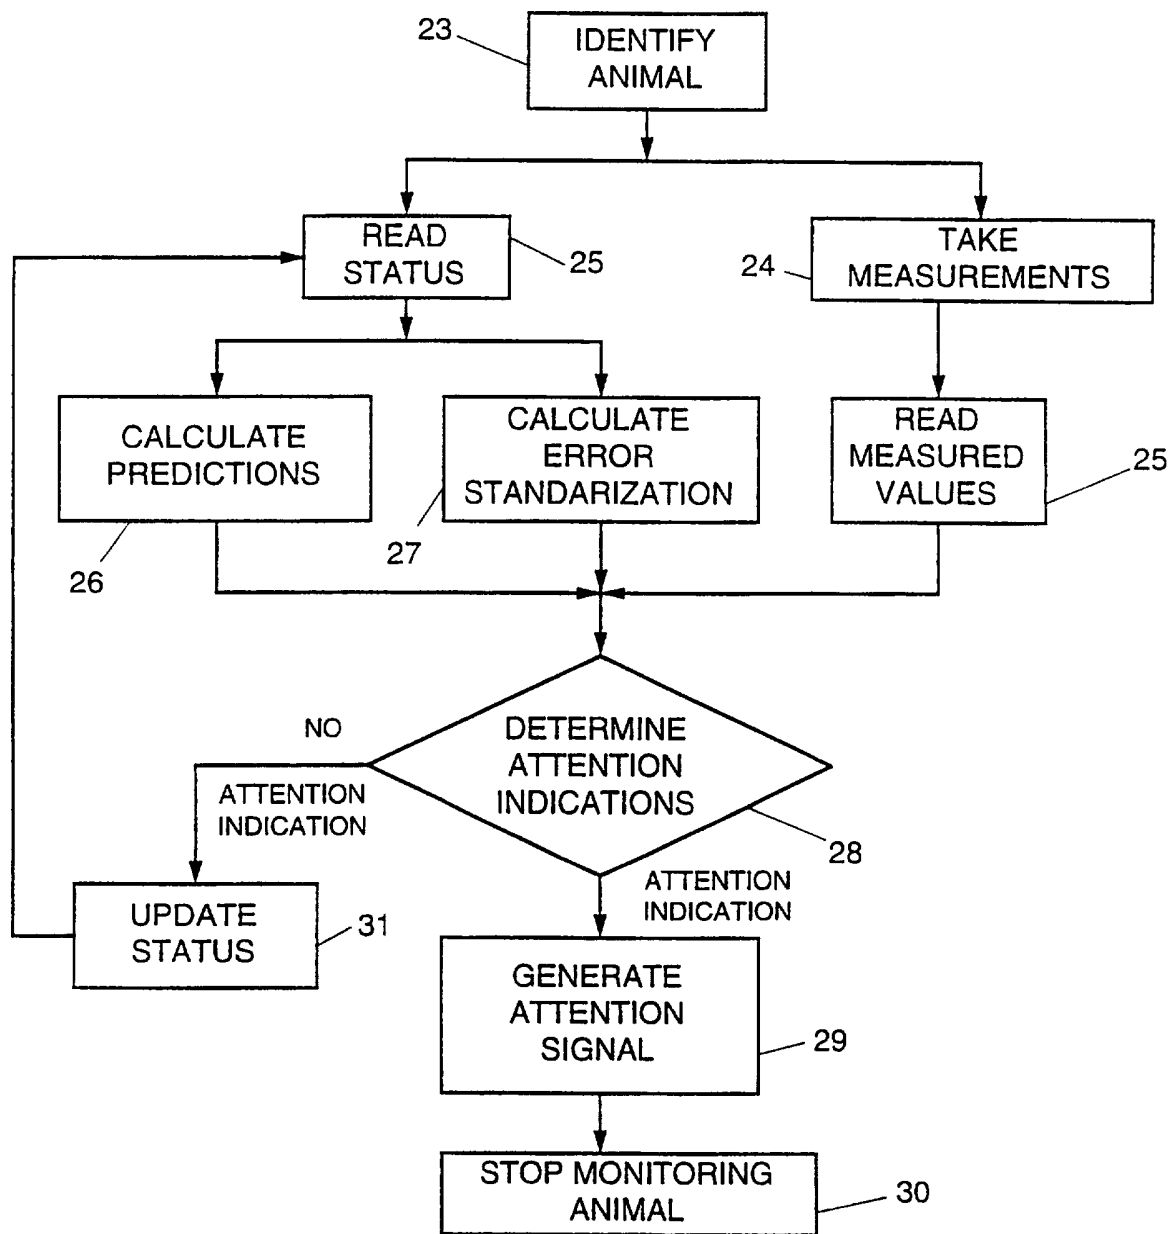 23
IDENTIFY
ANIMAL
READ
STATUS
25
24
TAKE
MEASUREMENTS
CALCULATE
PREDICTIONS
26
CALCULATE
ERROR
STANDARIZATION
27
READ
MEASURED
VALUES
25
DETERMINE
ATTENTION
INDICATIONS
28
NO
ATTENTION
INDICATION
ATTENTION
INDICATION
UPDATE
STATUS
31
GENERATE
ATTENTION
SIGNAL
29
STOP MONITORING
ANIMAL
30